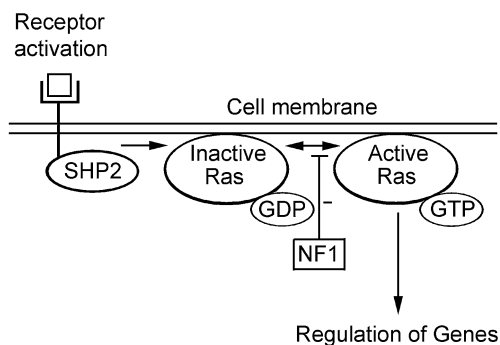 Receptor
activation
Cell membrane
SHP2
Inactive
Ras
GDP
Active
Ras
GTP
-
NF1
Regulation of Genes